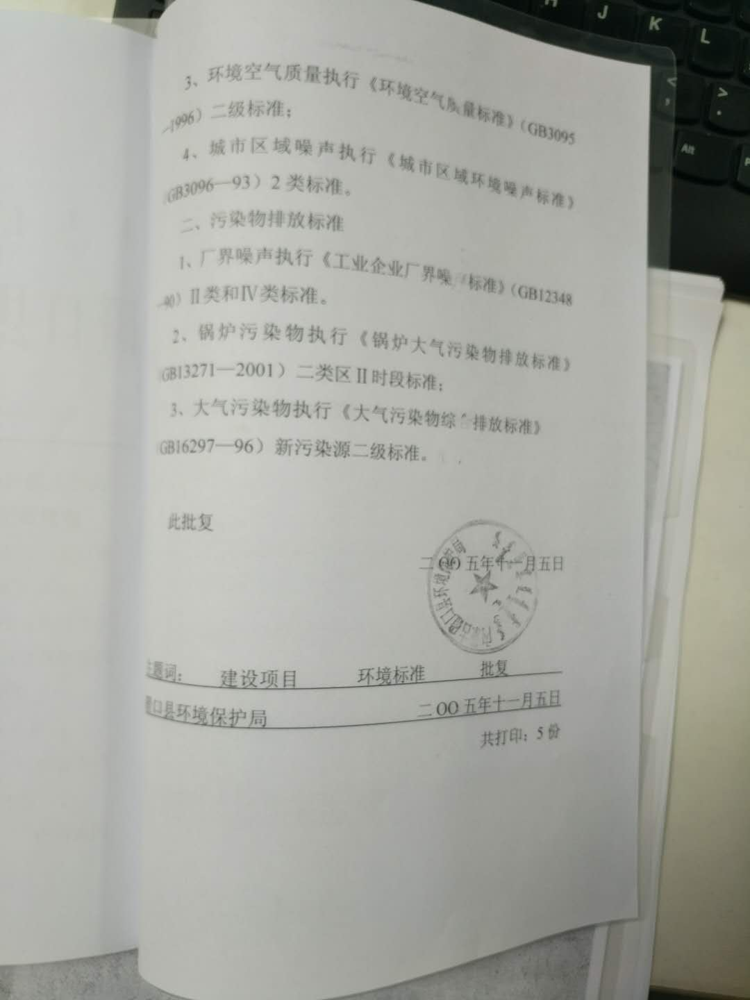 3、环境空气质量执行《环境空气质量标准》（GB3095
—1996）二级标准；
4、城市区域噪声执行《城市区域环境噪声标准》
（GB3096—93）2 类标准。
二、污染物排放标准
1、厂界噪声执行《工业企业厂界噪声标准》（GB12348
—90）Ⅱ类和Ⅳ类标准。
2、锅炉污染物执行《锅炉大气污染物排放标准》
（GB13271—2001）二类区Ⅱ时段标准；
3、大气污染物执行《大气污染物综合排放标准》
（GB16297—96）新污染源二级标准。
此批复
二OO五年十一月五日
主题词： 建设项目 环境标准 批复
磴口县环境保护局 二OO五年十一月五日
共打印：5 份
H
J
K
L
<
,
>
.
Alt